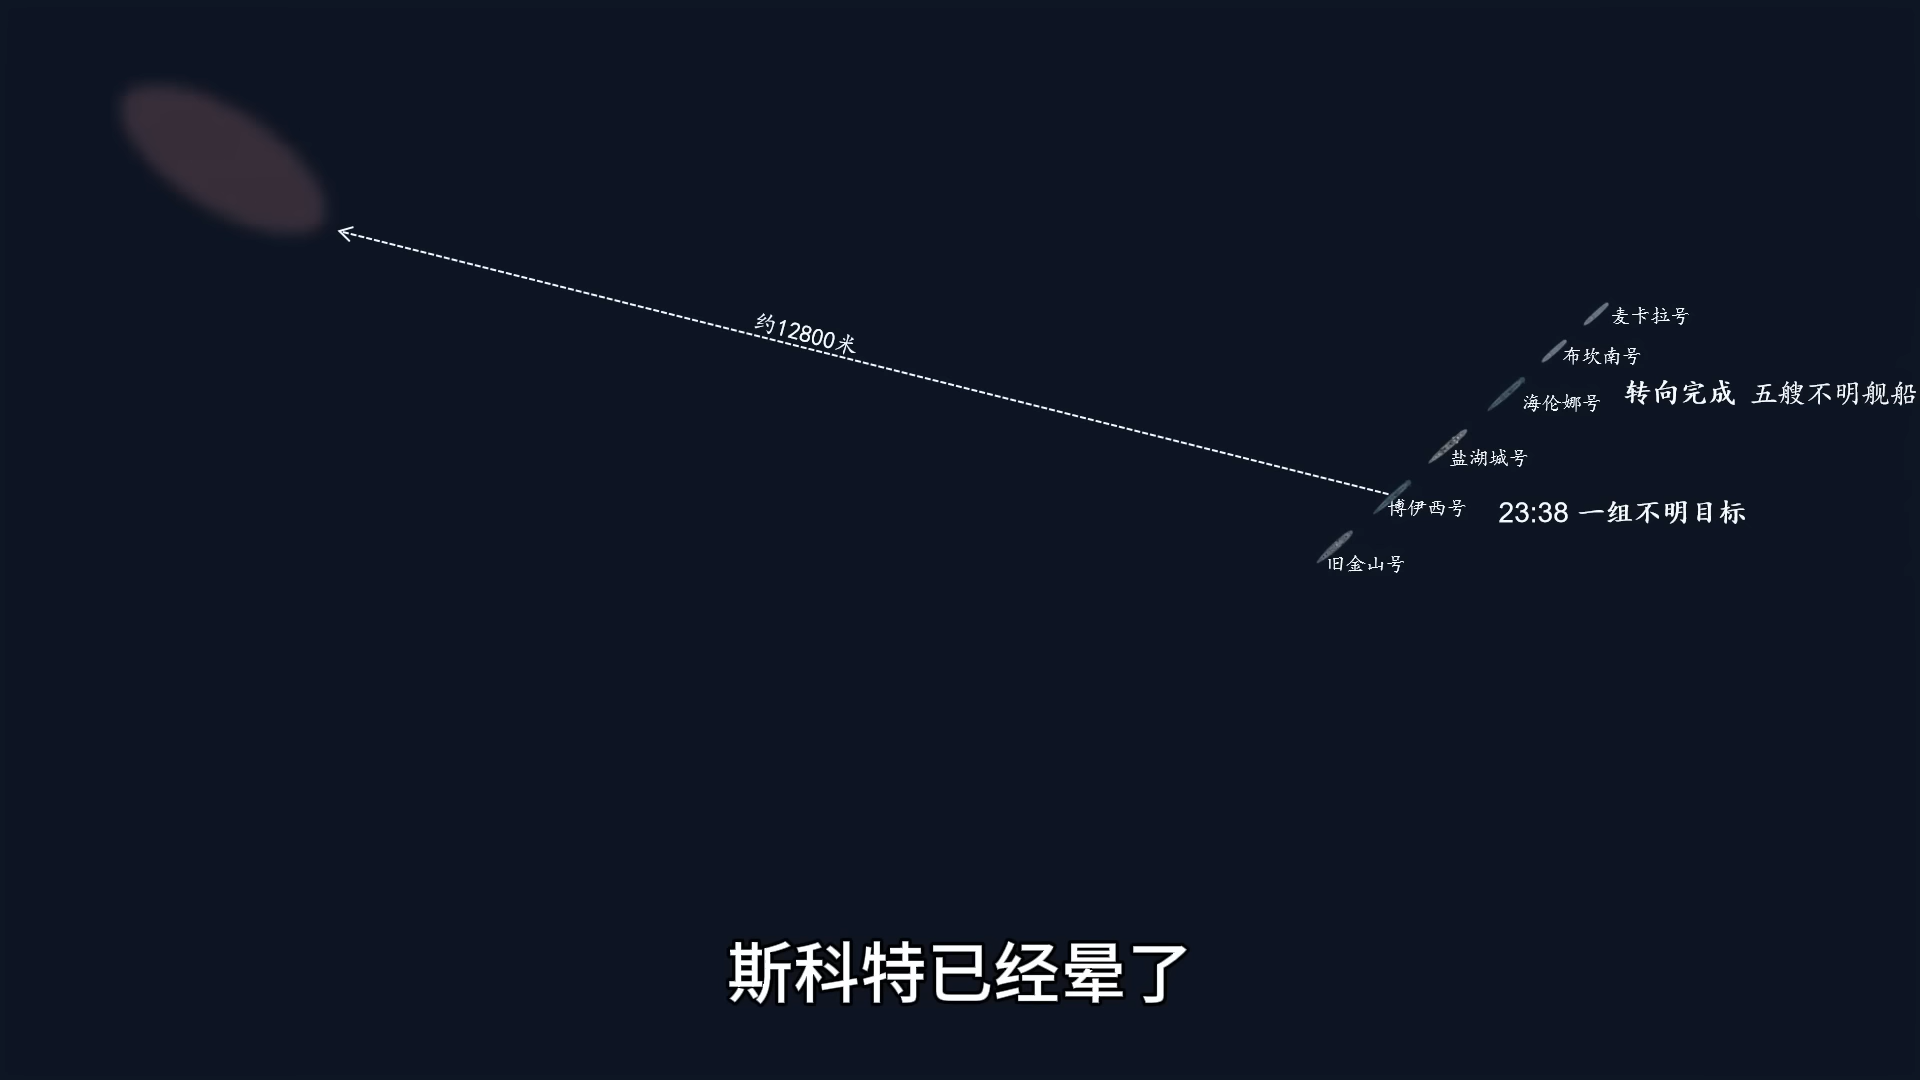 约12800米
麦卡拉号
布坎南号
海伦娜号 转向完成 五艘不明舰船
盐湖城号
博伊西号 23:38 一组不明目标
旧金山号
斯科特已经晕了